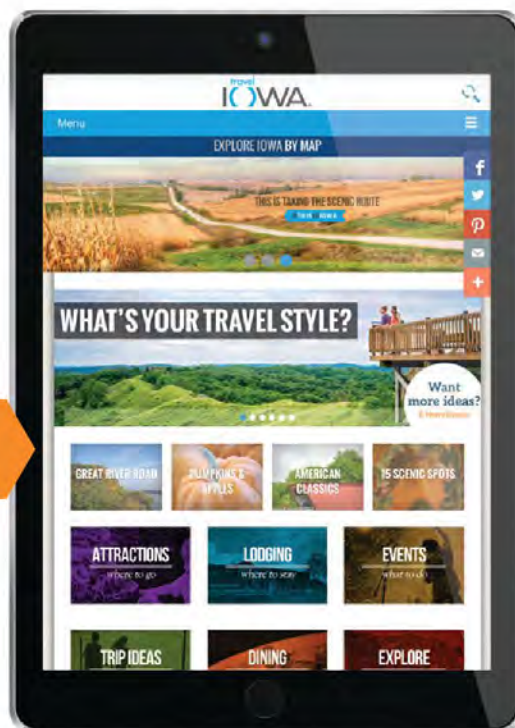 travel
IOWA
Menu
EXPLORE IOWA BY MAP
THIS IS TAKING THE SCENIC ROUTE
WHAT'S YOUR TRAVEL STYLE?
Want
more ideas?
GREAT RIVER ROAD
PUMPKINS &
APPLES
AMERICAN
CLASSICS
15 SCENIC SPOTS
ATTRACTIONS
where to go
LODGING
where to stay
EVENTS
what to do
TRIP IDEAS
DINING
EXPLORE